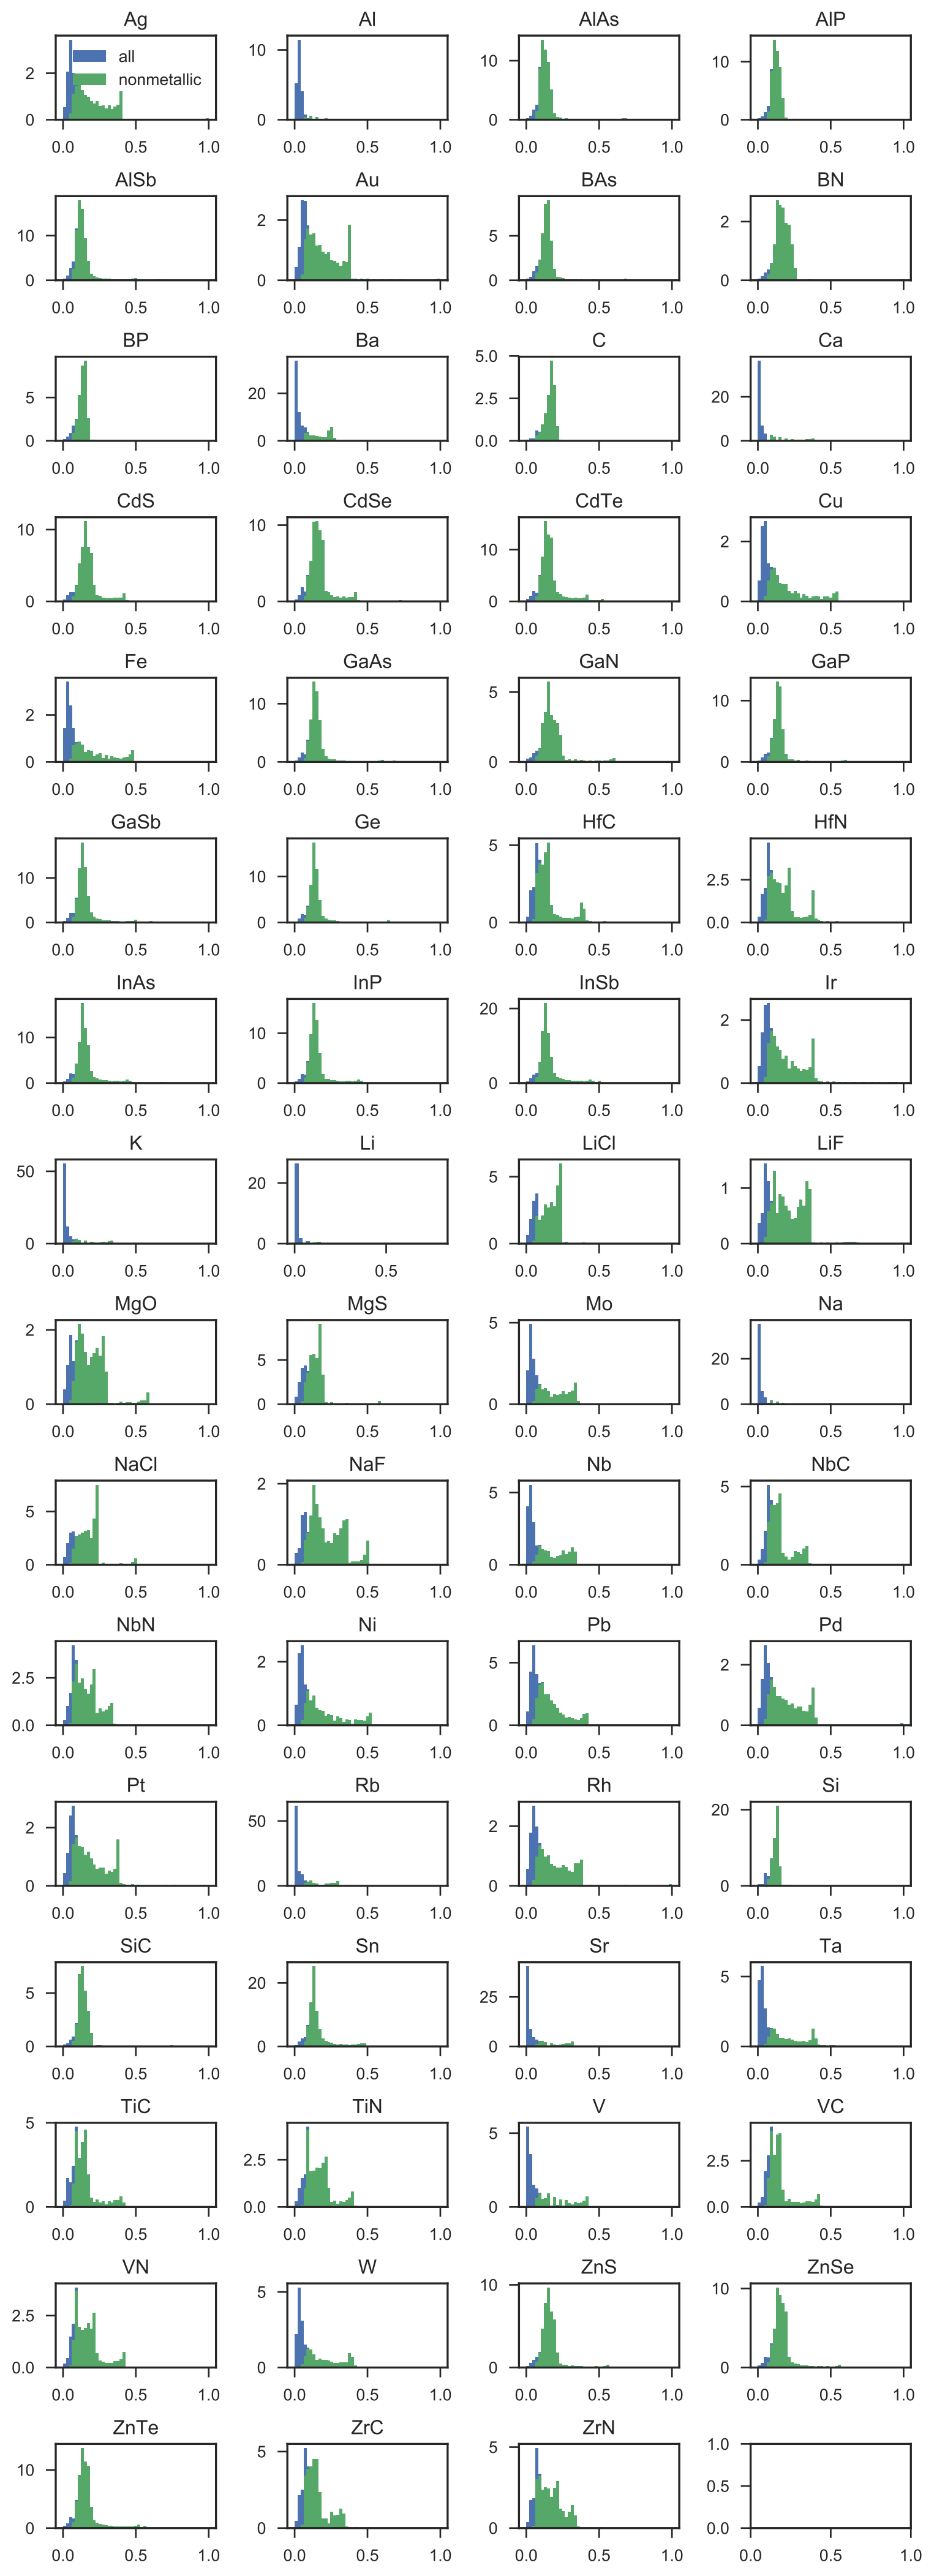 Ag Al AlAs AlP
all
nonmetallic
2 10 10 10
0 0 0 0
0.0 0.5 1.0 0.0 0.5 1.0 0.0 0.5 1.0 0.0 0.5 1.0
AlSb Au BAs BN
10 2 5 2
0 0 0 0
0.0 0.5 1.0 0.0 0.5 1.0 0.0 0.5 1.0 0.0 0.5 1.0
BP Ba C Ca
5.0
5 20 2.5 20
0 0 0.0 0
0.0 0.5 1.0 0.0 0.5 1.0 0.0 0.5 1.0 0.0 0.5 1.0
CdS CdSe CdTe Cu
10 10 10 2
0 0 0 0
0.0 0.5 1.0 0.0 0.5 1.0 0.0 0.5 1.0 0.0 0.5 1.0
Fe GaAs GaN GaP
2 10 5 10
0 0 0 0
0.0 0.5 1.0 0.0 0.5 1.0 0.0 0.5 1.0 0.0 0.5 1.0
GaSb Ge HfC HfN
10 10 5 2.5
0 0 0 0.0
0.0 0.5 1.0 0.0 0.5 1.0 0.0 0.5 1.0 0.0 0.5 1.0
InAs InP InSb Ir
10 10 20 2
0 0 0 0
0.0 0.5 1.0 0.0 0.5 1.0 0.0 0.5 1.0 0.0 0.5 1.0
K Li LiCl LiF
50 20 5 1
0 0 0 0
0.0 0.5 1.0 0.0 0.5 0.0 0.5 1.0 0.0 0.5 1.0
MgO MgS Mo Na
2 5 5 20
0 0 0 0
0.0 0.5 1.0 0.0 0.5 1.0 0.0 0.5 1.0 0.0 0.5 1.0
NaCl NaF Nb NbC
5 2 5 5
0 0 0 0
0.0 0.5 1.0 0.0 0.5 1.0 0.0 0.5 1.0 0.0 0.5 1.0
NbN Ni Pb Pd
2.5 2 5 2
0.0 0 0 0
0.0 0.5 1.0 0.0 0.5 1.0 0.0 0.5 1.0 0.0 0.5 1.0
Pt Rb Rh Si
2 50 2 20
0 0 0 0
0.0 0.5 1.0 0.0 0.5 1.0 0.0 0.5 1.0 0.0 0.5 1.0
SiC Sn Sr Ta
5 20 25 5
0 0 0 0
0.0 0.5 1.0 0.0 0.5 1.0 0.0 0.5 1.0 0.0 0.5 1.0
TiC TiN V VC
5 2.5 5 2.5
0 0.0 0 0.0
0.0 0.5 1.0 0.0 0.5 1.0 0.0 0.5 1.0 0.0 0.5 1.0
VN W ZnS ZnSe
2.5 5 10 10
0.0 0 0 0
0.0 0.5 1.0 0.0 0.5 1.0 0.0 0.5 1.0 0.0 0.5 1.0
ZnTe ZrC ZrN
10 5 5 1.0
0.5
0 0 0 0.0
0.0 0.5 1.0 0.0 0.5 1.0 0.0 0.5 1.0 0.0 0.5 1.0